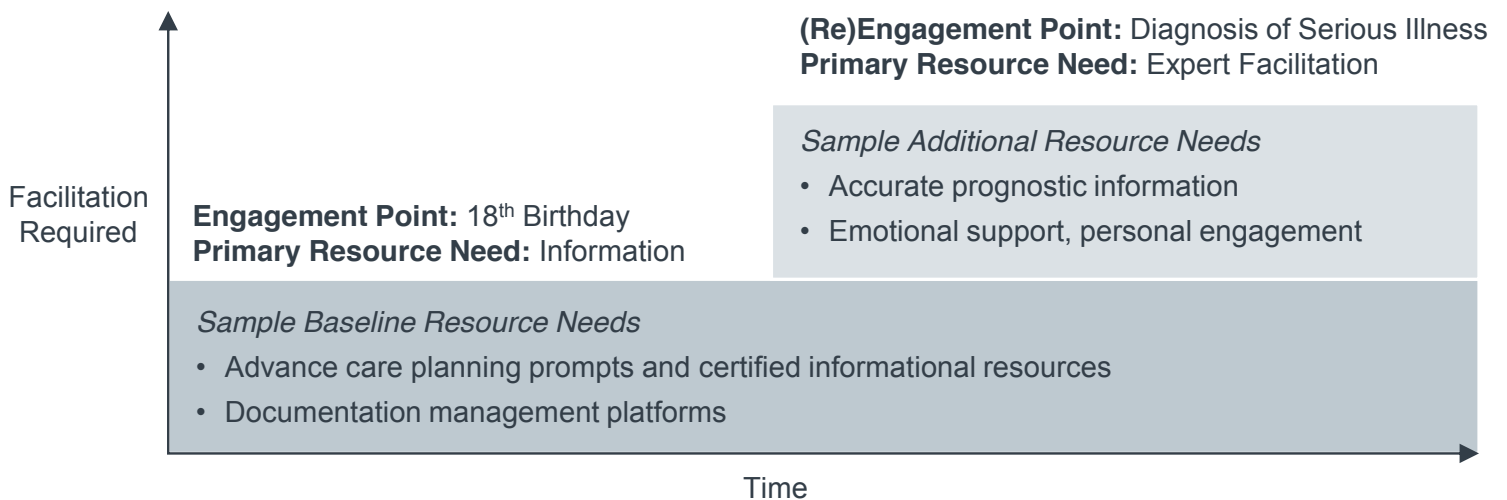 (Re)Engagement Point: Diagnosis of Serious Illness
Primary Resource Need: Expert Facilitation
Sample Additional Resource Needs
• Accurate prognostic information
• Emotional support, personal engagement
Facilitation
Required
Engagement Point: 18th Birthday
Primary Resource Need: Information
Sample Baseline Resource Needs
• Advance care planning prompts and certified informational resources
• Documentation management platforms
Time